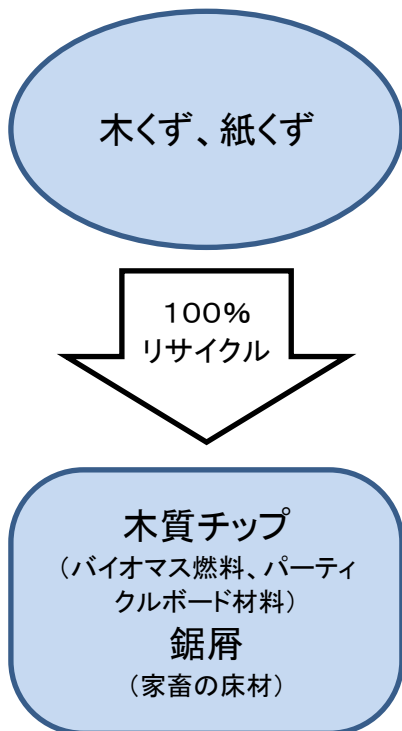 木くず、紙くず
100%
リサイクル
木質チップ
（バイオマス燃料、パーティ
クルボード材料）
鋸屑
（家畜の床材）